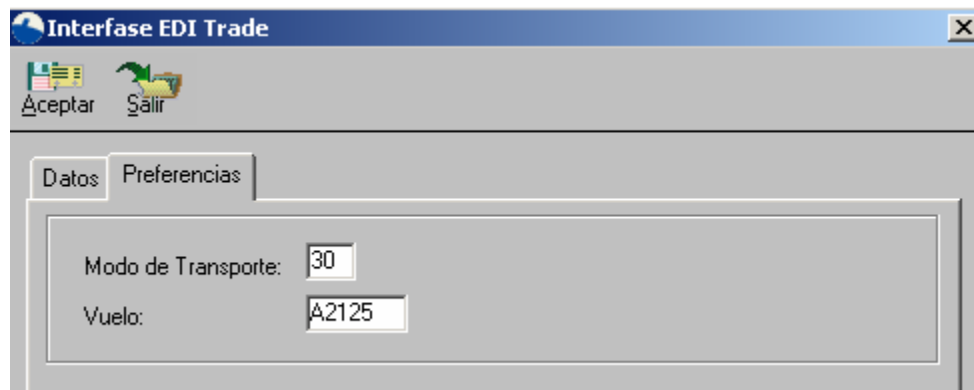 Interfase EDI Trade
Aceptar Salir
Datos Preferencias
Modo de Transporte: 30
Vuelo: A2125